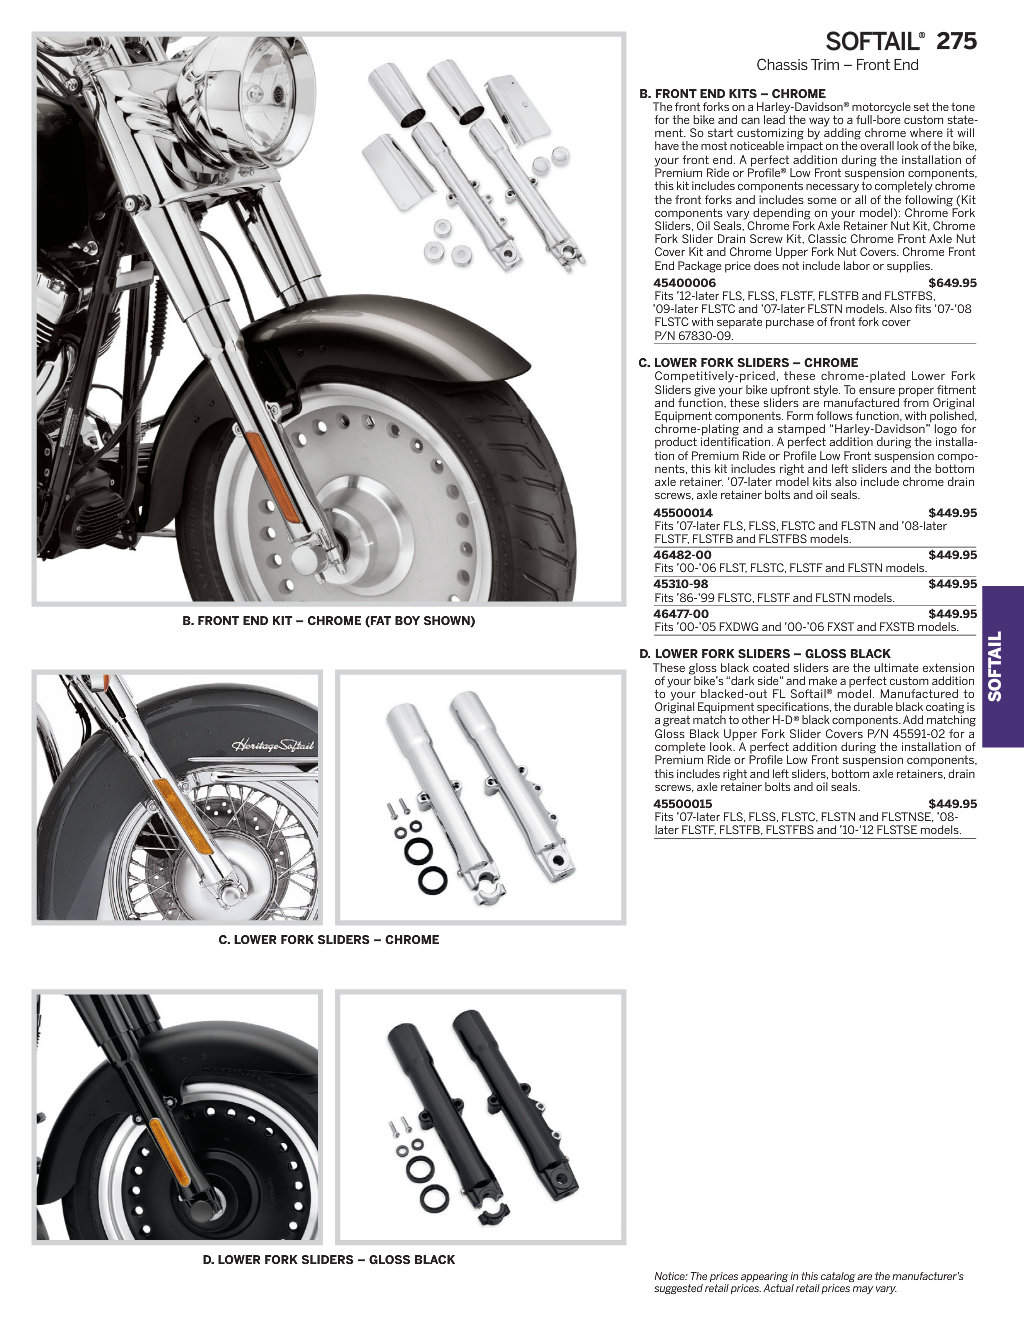 SOFTAIL® 275
Chassis Trim – Front End
B. FRONT END KITS – CHROME
The front forks on a Harley-Davidson® motorcycle set the tone
for the bike and can lead the way to a full-bore custom state-
ment. So start customizing by adding chrome where it will
have the most noticeable impact on the overall look of the bike,
your front end. A perfect addition during the installation of
Premium Ride or Profile® Low Front suspension components,
this kit includes components necessary to completely chrome
the front forks and includes some or all of the following (Kit
components vary depending on your model): Chrome Fork
Sliders, Oil Seals, Chrome Fork Axle Retainer Nut Kit, Chrome
Fork Slider Drain Screw Kit, Classic Chrome Front Axle Nut
Cover Kit and Chrome Upper Fork Nut Covers. Chrome Front
End Package price does not include labor or supplies.
45400006 $649.95
Fits ’12-later FLS, FLSS, FLSTF, FLSTFB and FLSTFBS,
’09-later FLSTC and ’07-later FLSTN models. Also fits ‘07-‘08
FLSTC with separate purchase of front fork cover
P/N 67830-09.
C. LOWER FORK SLIDERS – CHROME
Competitively-priced, these chrome-plated Lower Fork
Sliders give your bike upfront style. To ensure proper fitment
and function, these sliders are manufactured from Original
Equipment components. Form follows function, with polished,
chrome-plating and a stamped “Harley-Davidson” logo for
product identification. A perfect addition during the installa-
tion of Premium Ride or Profile Low Front suspension compo-
nents, this kit includes right and left sliders and the bottom
axle retainer. ‘07-later model kits also include chrome drain
screws, axle retainer bolts and oil seals.
45500014 $449.95
Fits ’07-later FLS, FLSS, FLSTC and FLSTN and ’08-later
FLSTF, FLSTFB and FLSTFBS models.
46482-00 $449.95
Fits ’00-’06 FLST, FLSTC, FLSTF and FLSTN models.
45310-98 $449.95
Fits ’86-’99 FLSTC, FLSTF and FLSTN models.
46477-00 $449.95
Fits ’00-’05 FXDWG and ’00-’06 FXST and FXSTB models.
D. LOWER FORK SLIDERS – GLOSS BLACK
These gloss black coated sliders are the ultimate extension
of your bike’s “dark side” and make a perfect custom addition
to your blacked-out FL Softail® model. Manufactured to
Original Equipment specifications, the durable black coating is
a great match to other H-D® black components. Add matching
Gloss Black Upper Fork Slider Covers P/N 45591-02 for a
complete look. A perfect addition during the installation of
Premium Ride or Profile Low Front suspension components,
this includes right and left sliders, bottom axle retainers, drain
screws, axle retainer bolts and oil seals.
45500015 $449.95
Fits ’07-later FLS, FLSS, FLSTC, FLSTN and FLSTNSE, ’08-
later FLSTF, FLSTFB, FLSTFBS and ’10-’12 FLSTSE models.
SOFTAIL
B. FRONT END KIT – CHROME (FAT BOY SHOWN)
Heritage Softail
C. LOWER FORK SLIDERS – CHROME
D. LOWER FORK SLIDERS – GLOSS BLACK
Notice: The prices appearing in this catalog are the manufacturer’s
suggested retail prices. Actual retail prices may vary.